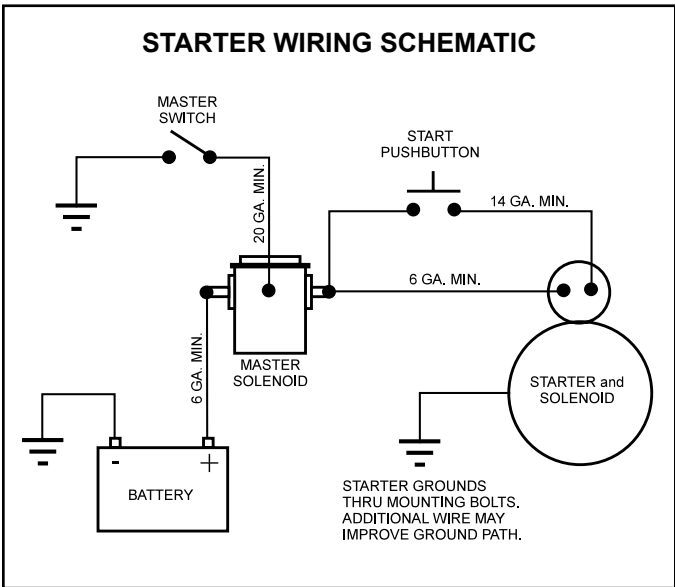 STARTER WIRING SCHEMATIC
MASTER
SWITCH
START
PUSHBUTTON
20 GA. MIN.
14 GA. MIN.
6 GA. MIN.
6 GA. MIN.
MASTER
SOLENOID
STARTER and
SOLENOID
- +
BATTERY
STARTER GROUNDS
THRU MOUNTING BOLTS.
ADDITIONAL WIRE MAY
IMPROVE GROUND PATH.